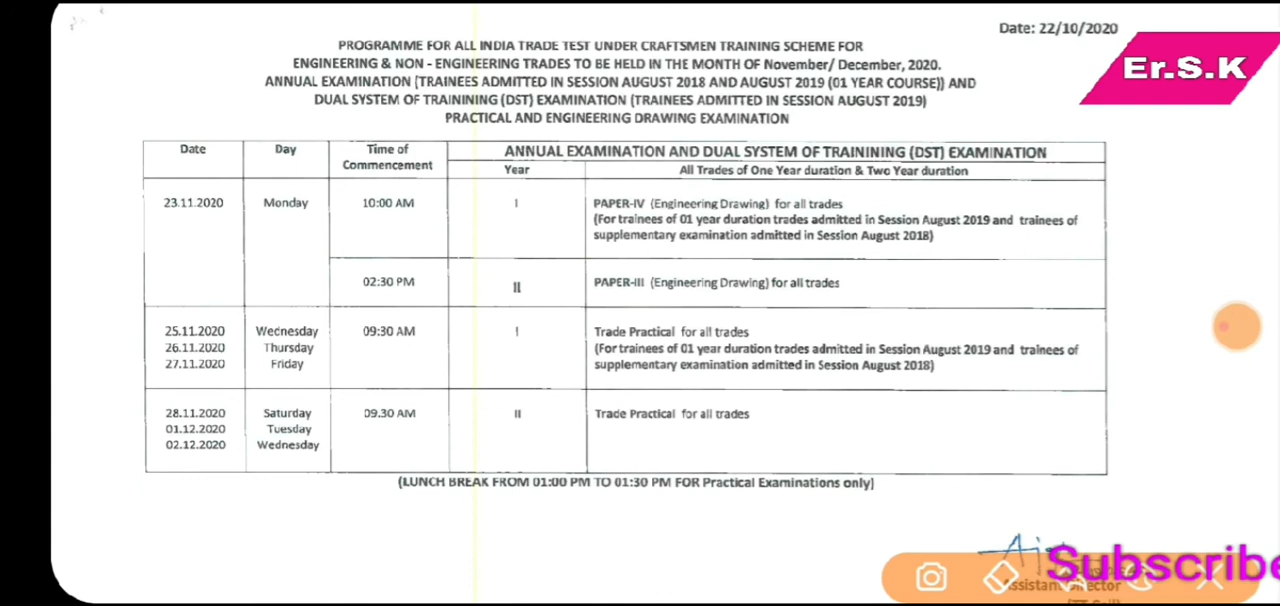 Date: 22/10/2020
Er.S.K
PROGRAMME FOR ALL INDIA TRADE TEST UNDER CRAFTSMEN TRAINING SCHEME FOR
ENGINEERING & NON - ENGINEERING TRADES TO BE HELD IN THE MONTH OF November/ December, 2020.
ANNUAL EXAMINATION (TRAINEES ADMITTED IN SESSION AUGUST 2018 AND AUGUST 2019 (01 YEAR COURSE)) AND
DUAL SYSTEM OF TRAINING (DST) EXAMINATION (TRAINEES ADMITTED IN SESSION AUGUST 2019)
PRACTICAL AND ENGINEERING DRAWING EXAMINATION
Date Day Time of Commencement ANNUAL EXAMINATION AND DUAL SYSTEM OF TRAINING (DST) EXAMINATION
Year All Trades of One Year duration & Two Year duration
23.11.2020 Monday 10:00 AM I PAPER-IV (Engineering Drawing) for all trades
(For trainees of 01 year duration trades admitted in Session August 2019 and trainees of
supplementary examination admitted in Session August 2018)
02:30 PM II PAPER-III (Engineering Drawing) for all trades
25.11.2020 Wednesday 09:30 AM I Trade Practical for all trades
26.11.2020 Thursday (For trainees of 01 year duration trades admitted in Session August 2019 and trainees of
27.11.2020 Friday supplementary examination admitted in Session August 2018)
28.11.2020 Saturday 09.30 AM II Trade Practical for all trades
01.12.2020 Tuesday
02.12.2020 Wednesday
(LUNCH BREAK FROM 01:00 PM TO 01:30 PM FOR Practical Examinations only)
Subscribe
Assistant Director